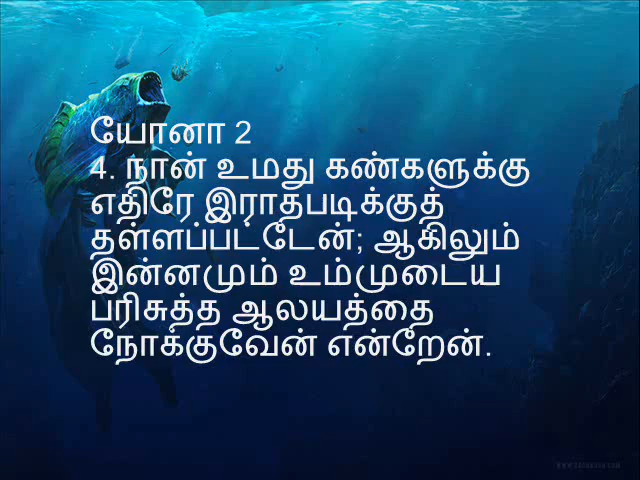 யோனா 2
4. நான் உமது கண்களுக்கு
எதிரே இராதபடிக்குத்
தள்ளப்பட்டேன்; ஆகிலும்
இன்னமும் உம்முடைய
பரிசுத்த ஆலயத்தை
நோக்குவேன் என்றேன்.